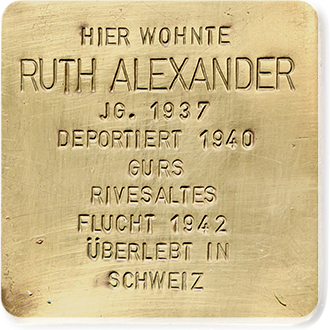 HIER WOHNTE
RUTH ALEXANDER
JG. 1937
DEPORTIERT 1940
GURS
RIVESALTES
FLUCHT 1942
ÜBERLEBT IN
SCHWEIZ